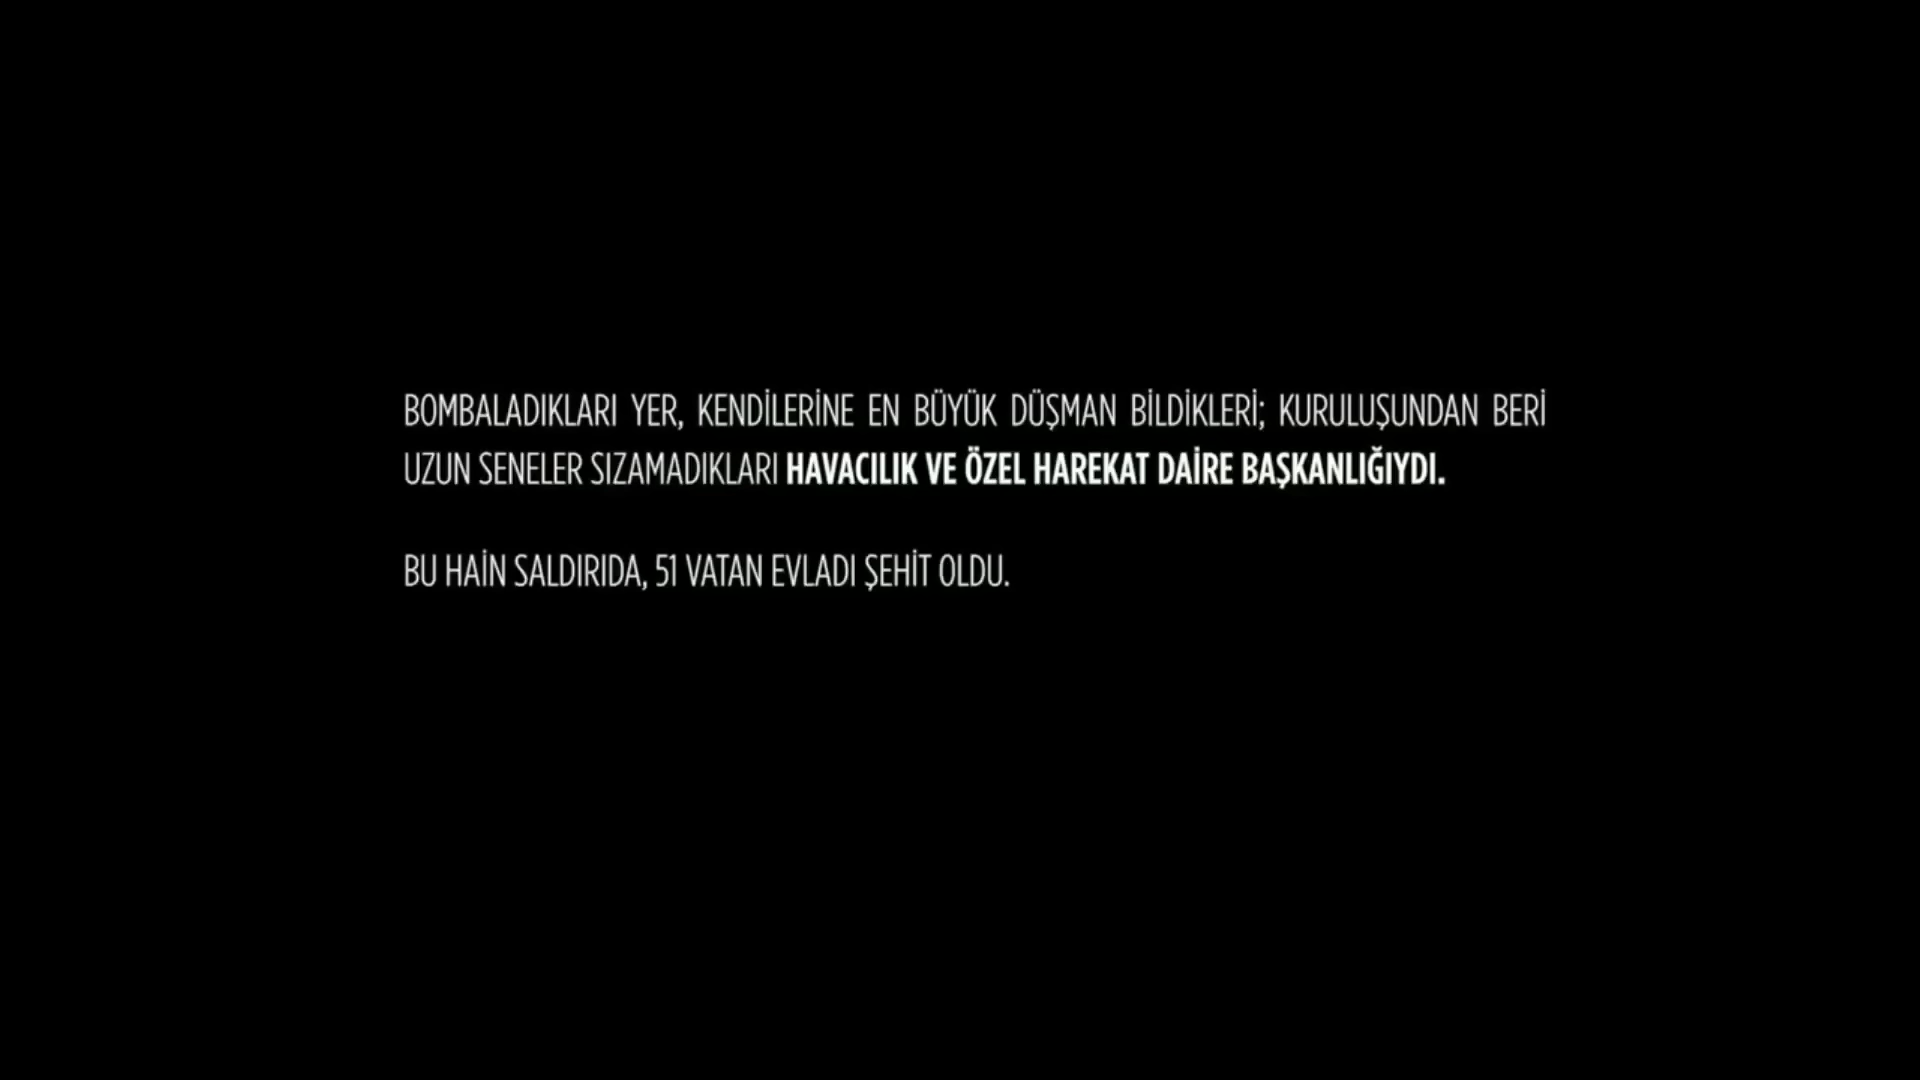 BOMBALADIKLARI YER, KENDİLERİNE EN BÜYÜK DÜŞMAN BİLDİKLERİ; KURULUŞUNDAN BERİ
UZUN SENELER SIZAMADIKLARI HAVACILIK VE ÖZEL HAREKAT DAİRE BAŞKANLIĞIYDI.
BU HAİN SALDIRIDA, 51 VATAN EVLADI ŞEHİT OLDU.